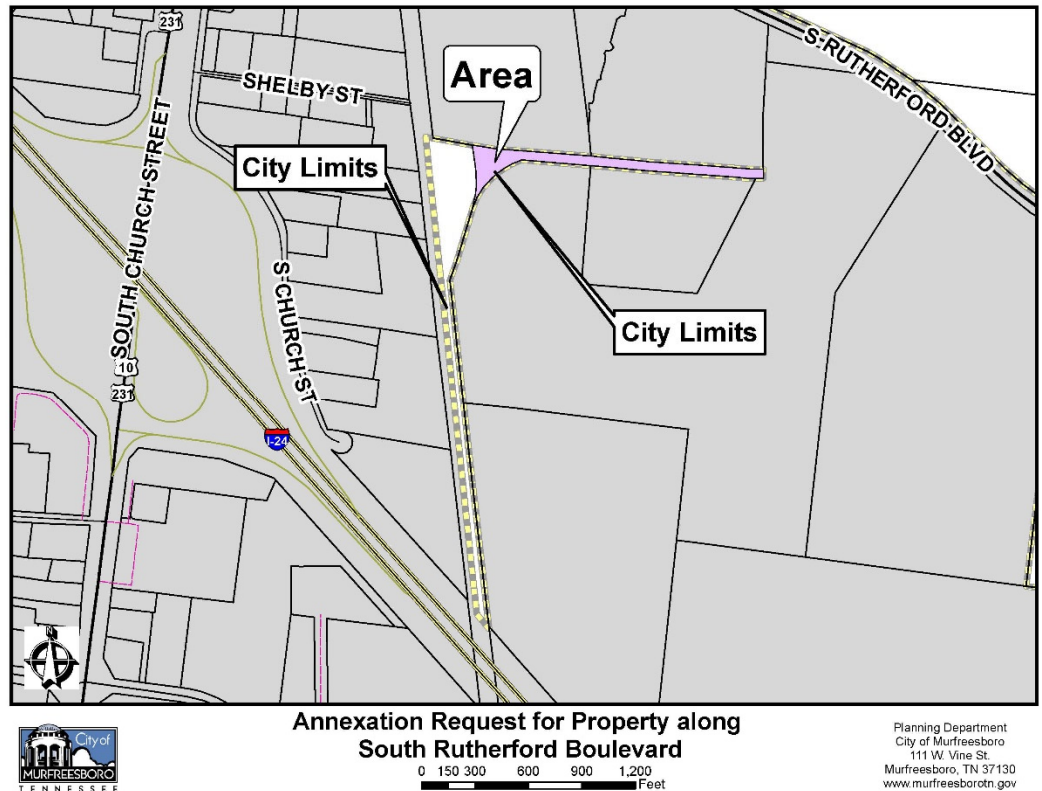 231
SHELBY ST
Area
S RUTHERFORD BLVD
City Limits
SOUTH CHURCH STREET
S CHURCH ST
City Limits
10
231
I-24
N
Annexation Request for Property along
South Rutherford Boulevard
0 150 300 600 900 1,200
Feet
City of
MURFREESBORO
TENNESSEE
Planning Department
City of Murfreesboro
111 W. Vine St.
Murfreesboro, TN 37130
www.murfreesborotn.gov